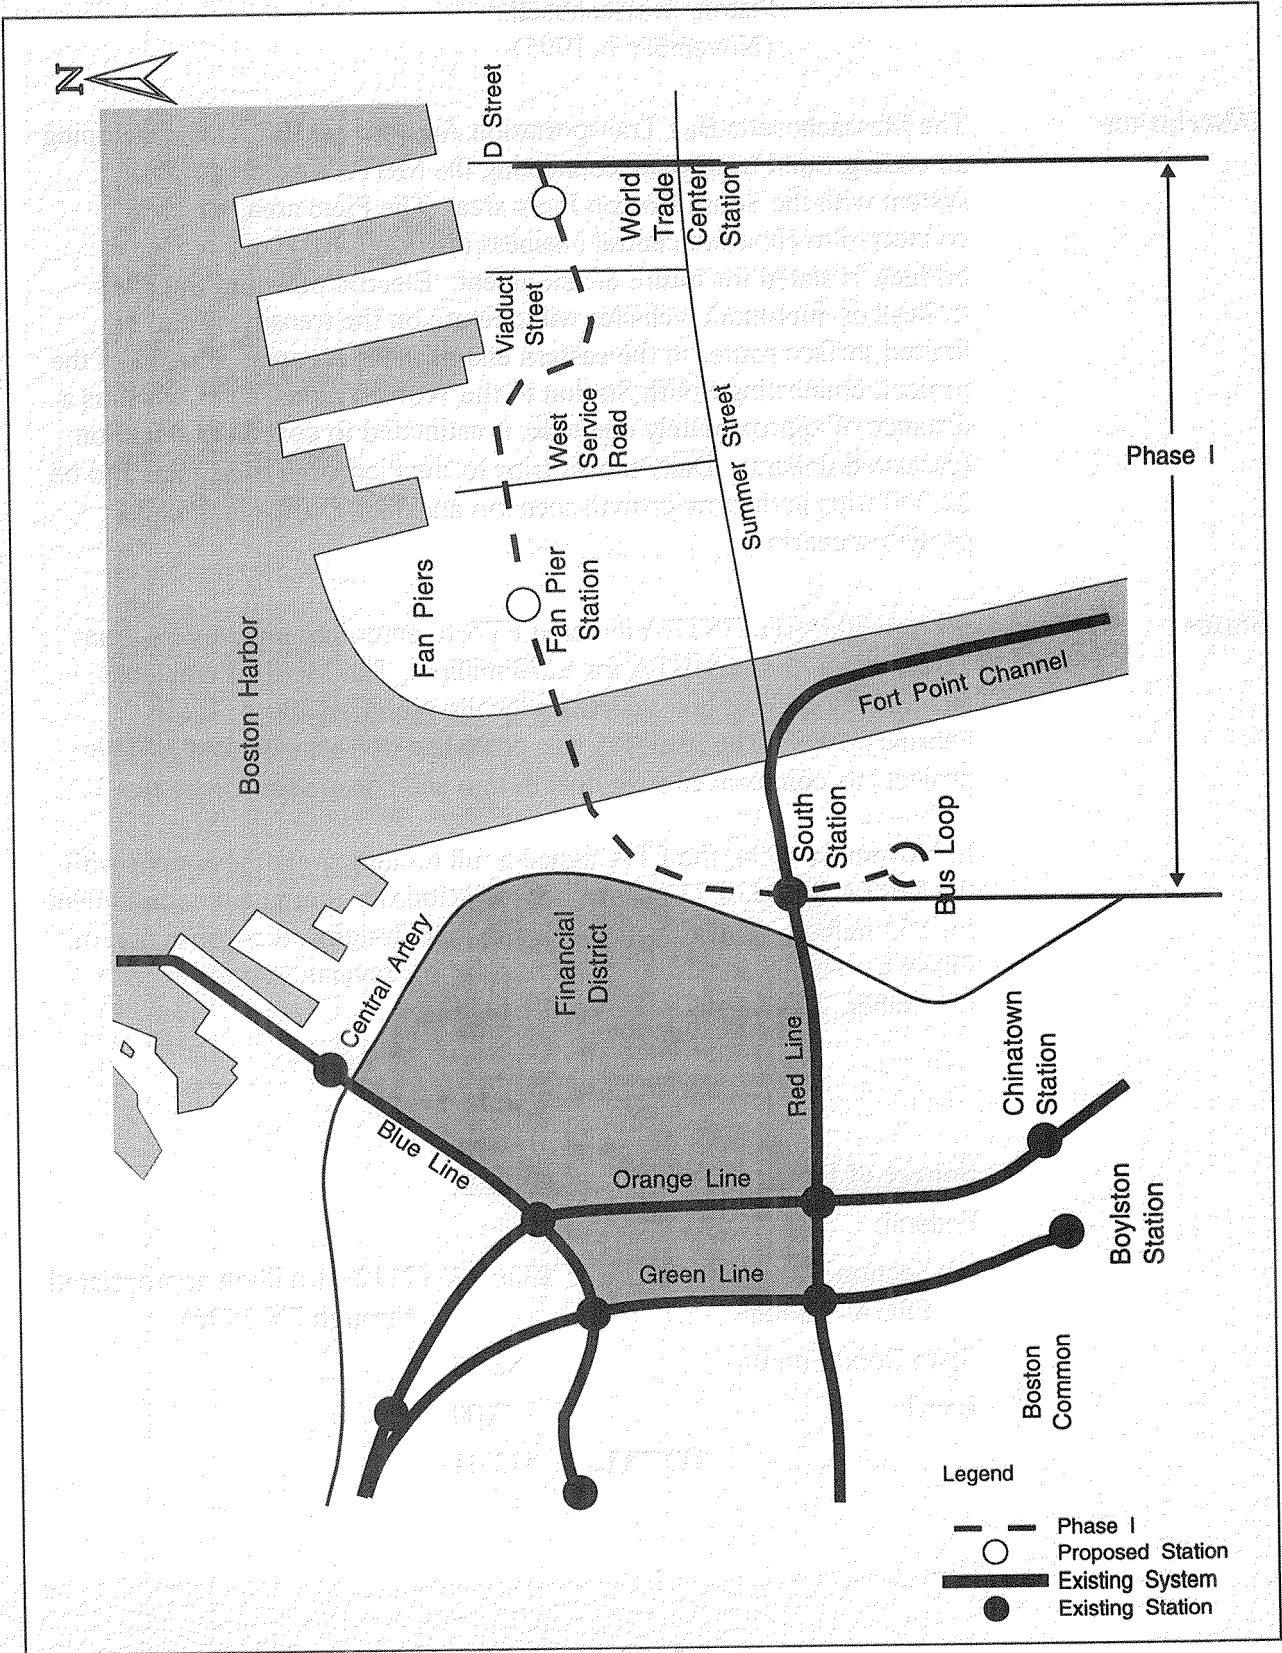 N
D Street
World
Trade
Center
Station
Viaduct
Street
West
Service
Road
Summer Street
Phase I
Fan Piers
Fan Pier
Station
Boston Harbor
Fort Point Channel
South
Station
Bus Loop
Central Artery
Financial
District
Red Line
Chinatown
Station
Blue Line
Orange Line
Green Line
Boylston
Station
Boston
Common
Legend
Phase I
Proposed Station
Existing System
Existing Station